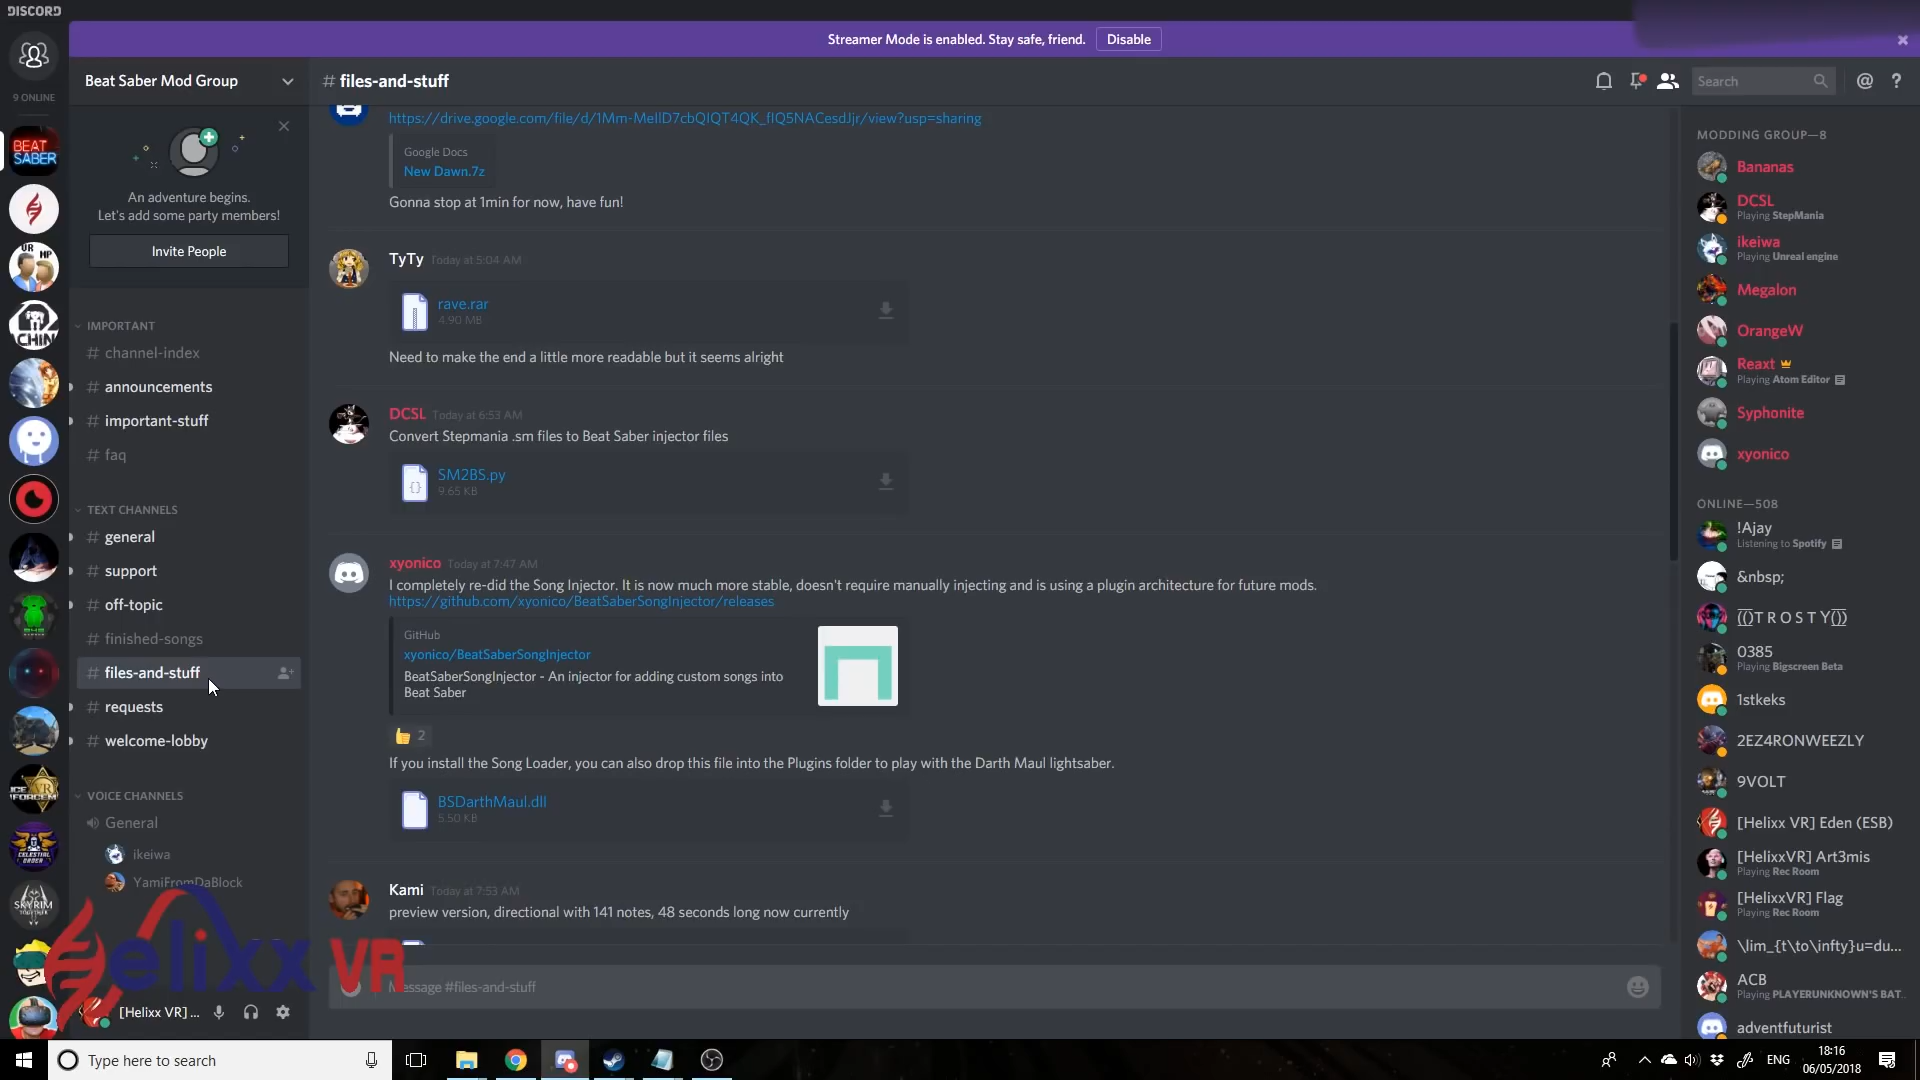 DISCORD
Streamer Mode is enabled. Stay safe, friend.
Disable
9 ONLINE
Beat Saber Mod Group
# files-and-stuff
Search
BEAT
SABER
An adventure begins.
Let's add some party members!
Invite People
IMPORTANT
# channel-index
# announcements
# important-stuff
# faq
TEXT CHANNELS
# general
# support
# off-topic
# finished-songs
# files-and-stuff
# requests
# welcome-lobby
VOICE CHANNELS
General
ikeiwa
YamiFromDaBlock
SKYRIM
TOGETHER
elixx VR
[Helixx VR] ...
Google Docs
New Dawn.7z
Gonna stop at 1min for now, have fun!
TyTy Today at 5:04 AM
rave.rar
4.90 MB
Need to make the end a little more readable but it seems alright
DCSL Today at 6:53 AM
Convert Stepmania .sm files to Beat Saber injector files
SM2BS.py
9.65 KB
xyonico Today at 7:47 AM
I completely re-did the Song Injector. It is now much more stable, doesn't require manually injecting and is using a plugin architecture for future mods.
https://github.com/xyonico/BeatSaberSongInjector/releases
GitHub
xyonico/BeatSaberSongInjector
BeatSaberSongInjector - An injector for adding custom songs into
Beat Saber
2
If you install the Song Loader, you can also drop this file into the Plugins folder to play with the Darth Maul lightsaber.
BSDarthMaul.dll
5.50 KB
Kami Today at 7:53 AM
preview version, directional with 141 notes, 48 seconds long now currently
Message #files-and-stuff
MODDING GROUP—8
Bananas
DCSL
Playing StepMania
ikeiwa
Playing Unreal engine
Megalon
OrangeW
Reaxt
Playing Atom Editor
Syphonite
xyonico
ONLINE—508
!Ajay
Listening to Spotify
&nbsp;
T R O S T Y
0385
Playing Bigscreen Beta
1stkeks
2EZ4RONWEEZLY
9VOLT
[Helixx VR] Eden (ESB)
[HelixxVR] Art3mis
Playing Rec Room
[HelixxVR] Flag
Playing Rec Room
\lim_{t\to\infty}u=du...
ACB
Playing PLAYERUNKNOWN'S BAT..
adventfuturist
Type here to search
ENG
18:16
06/05/2018